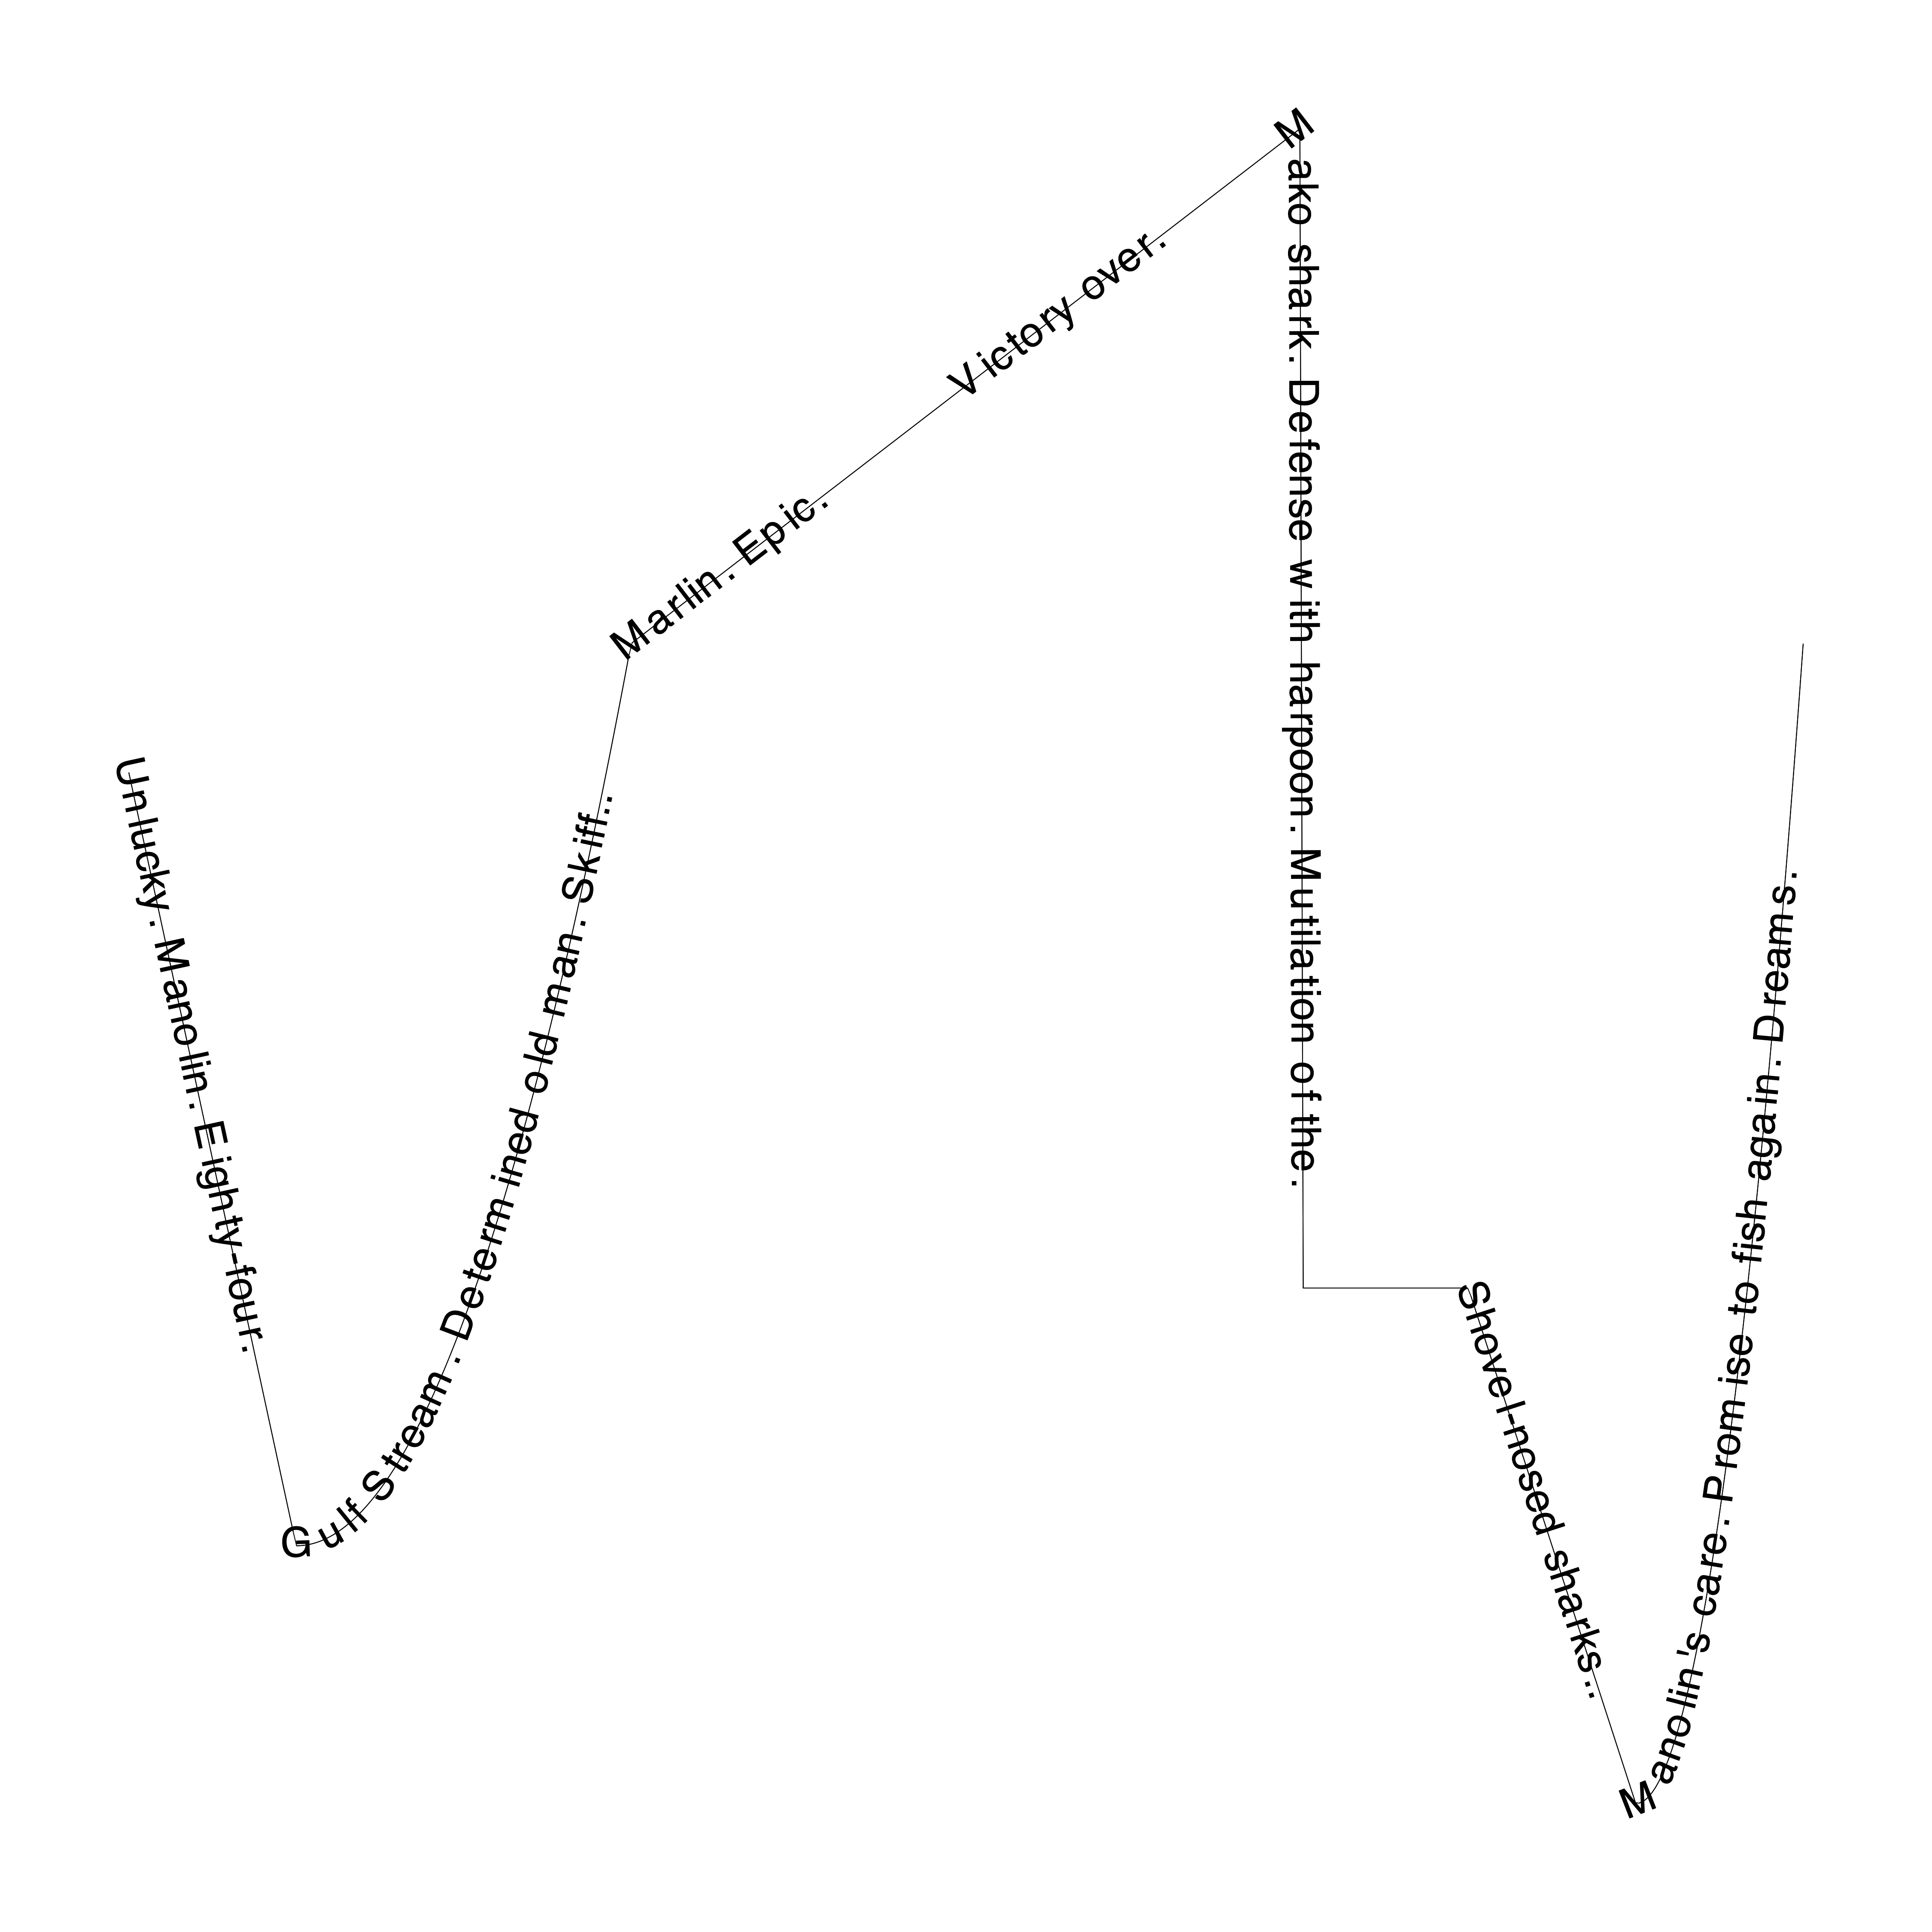 Unlucky. Manolin. Eighty-four.
Gulf Stream. Determined old man. Skiff..
Marlin. Epic.
Victory over.
Mako shark. Defense with harpoon. Mutilation of the.
Shovel-nosed sharks..
Manolin's care. Promise to fish again. Dreams.